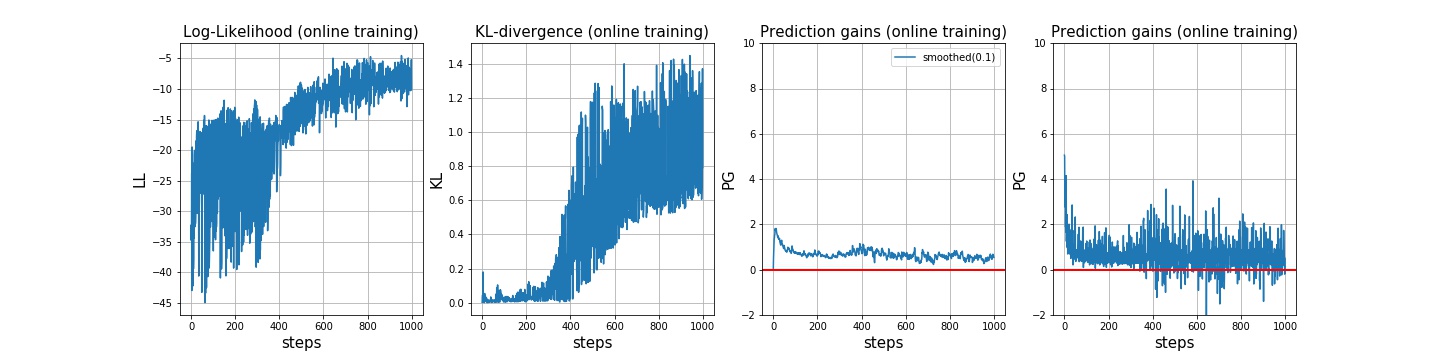 Log-Likelihood (online training)
LL
−5
−10
−15
−20
−25
−30
−35
−40
−45
0 200 400 600 800 1000
steps
KL-divergence (online training)
KL
1.4
1.2
1.0
0.8
0.6
0.4
0.2
0.0
0 200 400 600 800 1000
steps
Prediction gains (online training)
PG
smoothed(0.1)
10
8
6
4
2
0
−2
0 200 400 600 800 1000
steps
Prediction gains (online training)
PG
10
8
6
4
2
0
−2
0 200 400 600 800 1000
steps